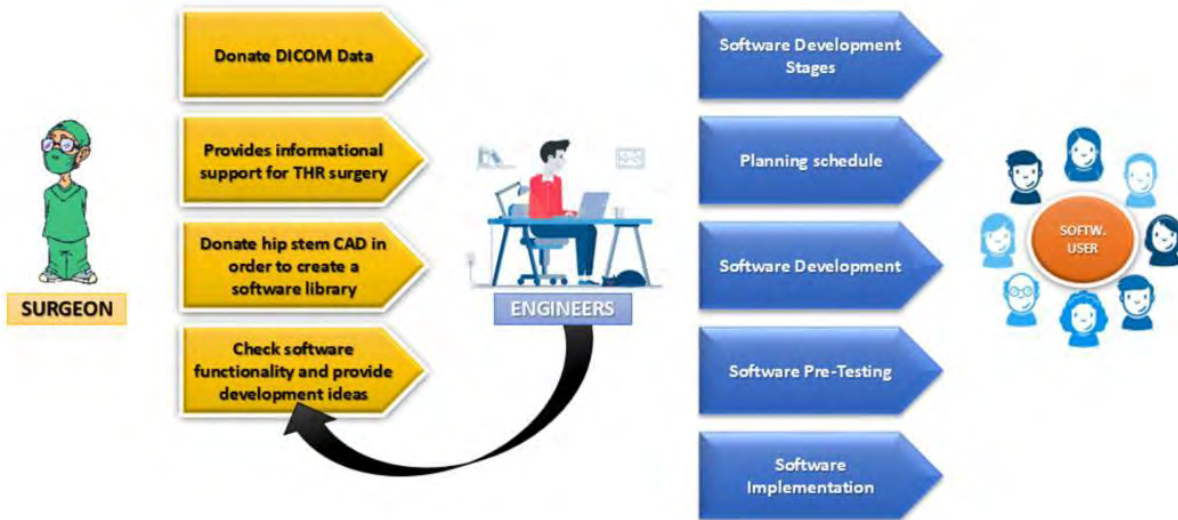 Donate DICOM Data
Provides informational
support for THR surgery
Donate hip stem CAD in
order to create a
software library
Check software
functionality and provide
development ideas
SURGEON
ENGINEERS
Software Development
Stages
Planning schedule
Software Development
Software Pre-Testing
Software
Implementation
SOFTW.
USER